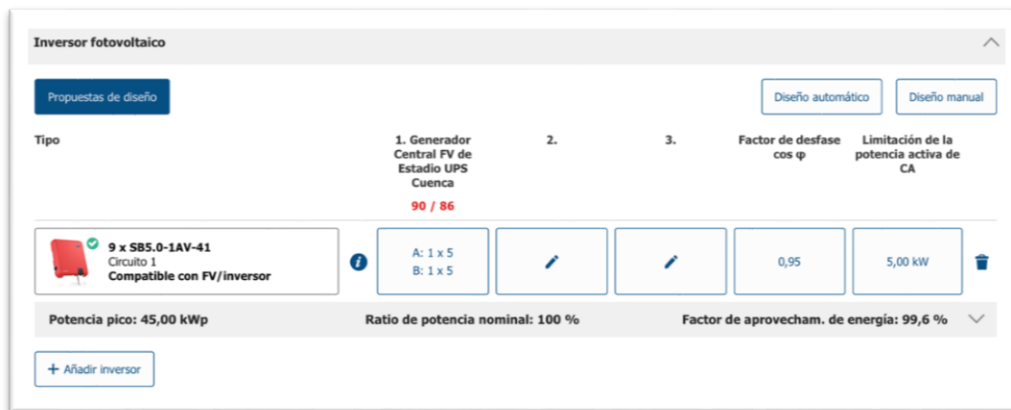 Inversor fotovoltaico
Propuestas de diseño
Diseño automático
Diseño manual
Tipo
1. Generador
Central FV de
Estadio UPS
Cuenca
90 / 86
2.
3.
Factor de desfase
cos φ
Limitación de la
potencia activa de
CA
9 x SB5.0-1AV-41
Circuito 1
Compatible con FV/inversor
A: 1 x 5
B: 1 x 5
0,95
5,00 kW
Potencia pico: 45,00 kWp
Ratio de potencia nominal: 100 %
Factor de aprovecham. de energía: 99,6 %
+ Añadir inversor